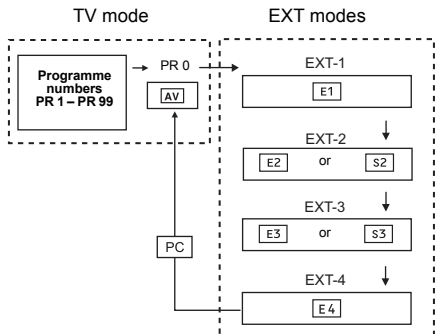 TV mode
EXT modes
Programme
numbers
PR 1 – PR 99
PR 0
AV
EXT-1
E1
EXT-2
E2 or S2
EXT-3
E3 or S3
PC
EXT-4
E4